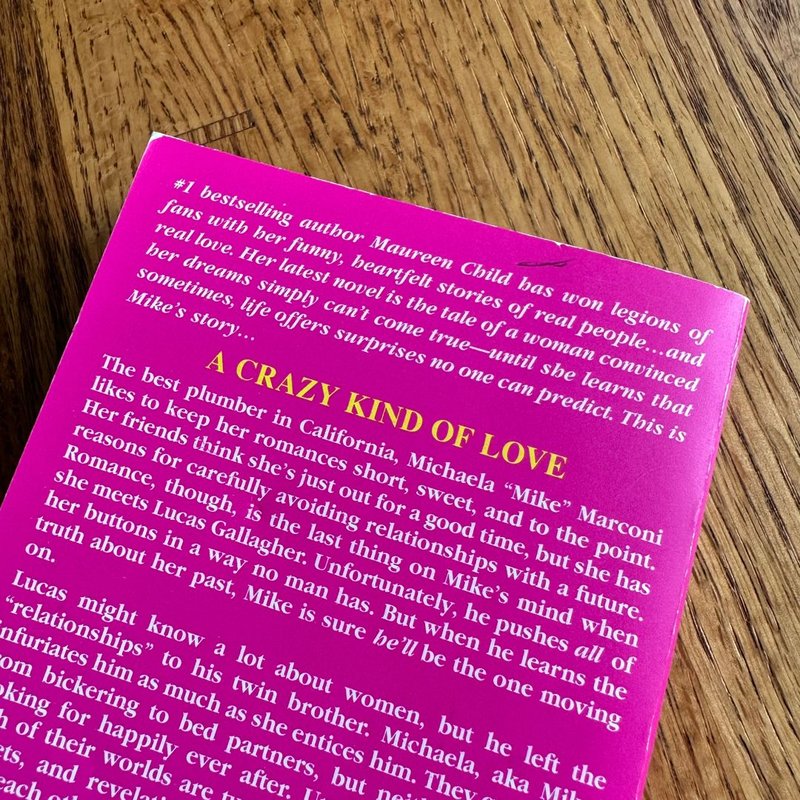 #1 bestselling author Maureen Child has won legions of
fans with her funny, heartfelt stories of real people…and
real love. Her latest novel is the tale of a woman convinced
her dreams simply can't come true—until she learns that
sometimes, life offers surprises no one can predict. This is
Mike's story…
A CRAZY KIND OF LOVE
The best plumber in California, Michaela “Mike” Marconi
likes to keep her romances short, sweet, and to the point.
Her friends think she's just out for a good time, but she has
reasons for carefully avoiding relationships with a future.
Romance, though, is the last thing on Mike's mind when
she meets Lucas Gallagher. Unfortunately, he pushes all of
her buttons in a way no man has. But when he learns the
truth about her past, Mike is sure he'll be the one moving
on.
Lucas might know a lot about women, but he left the
“relationships” to his twin brother. Michaela, aka Mike
infuriates him as much as she entices him. They
bickering to bed partners, but
for happily ever after.
of their worlds are
and